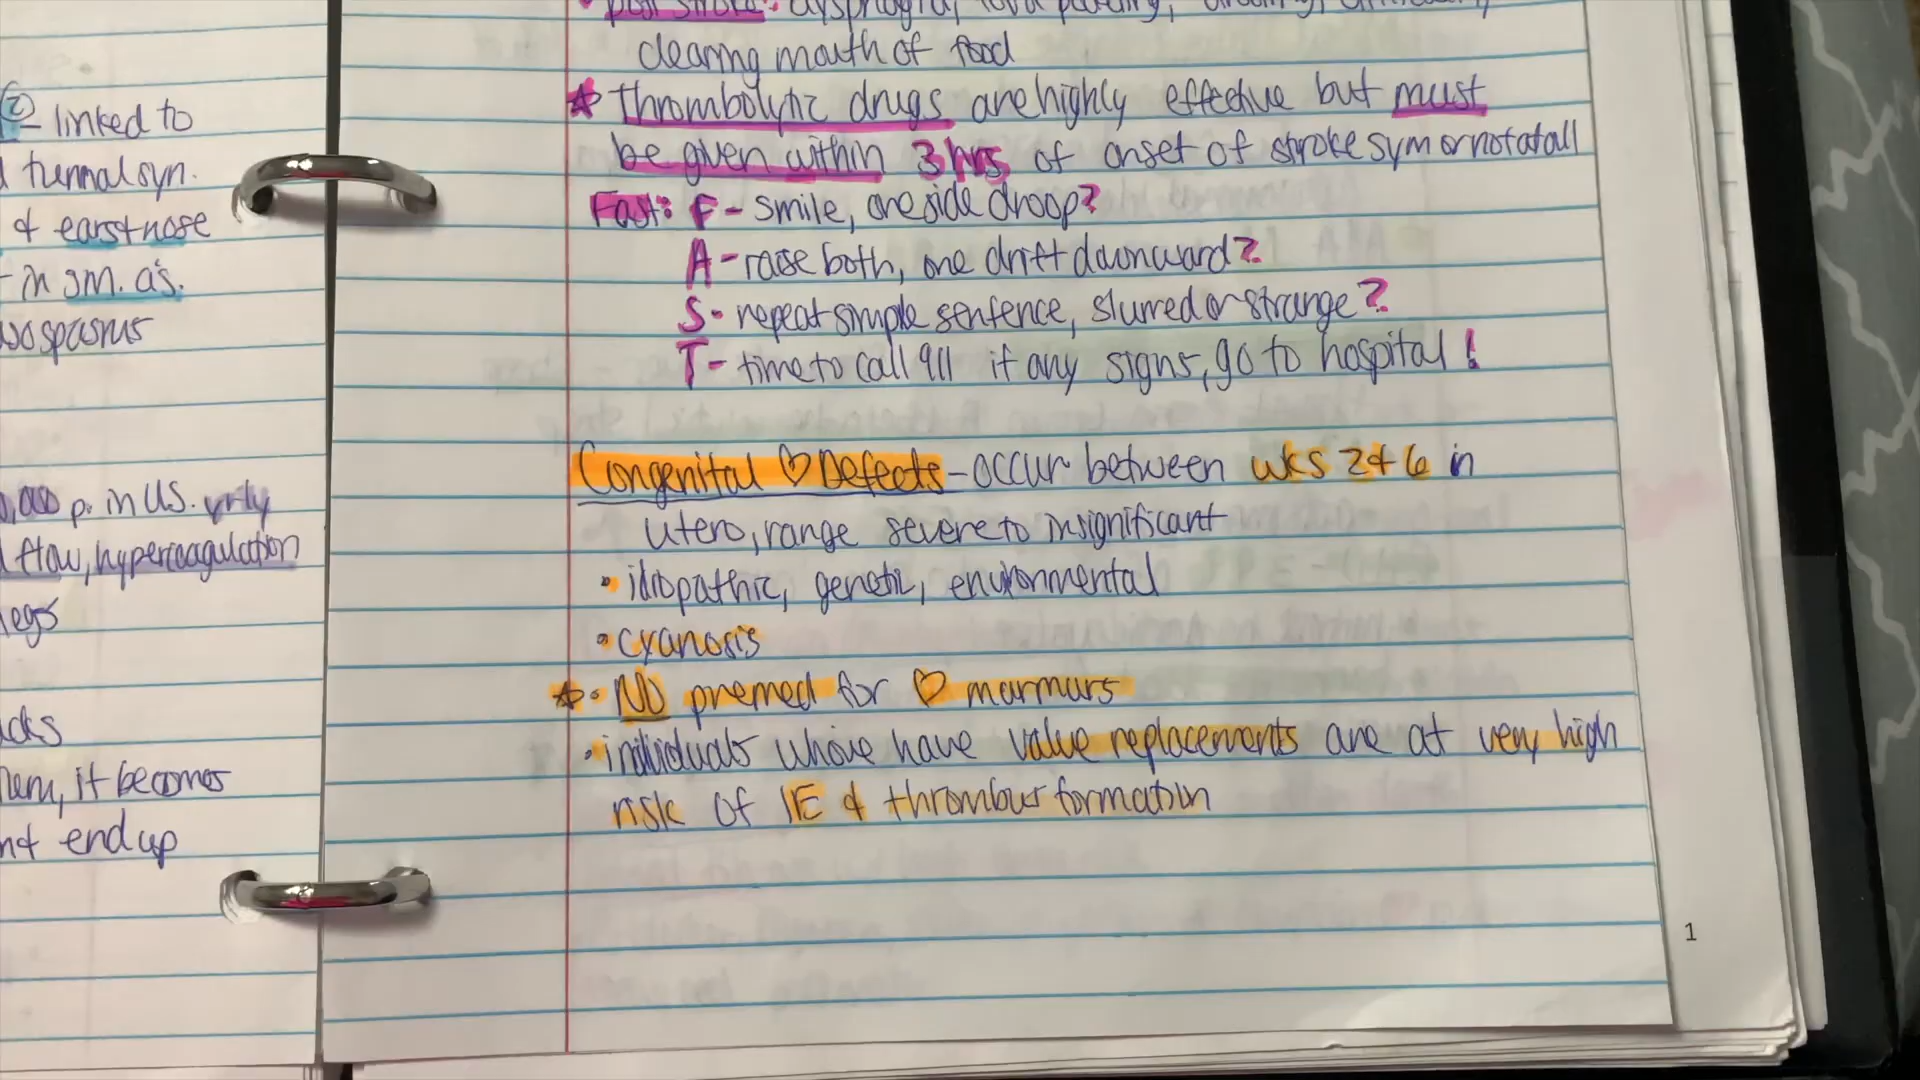 ② - linked to
tunnal syn.
& ears + nose
- in sm. a's.
vasospasms
,000 p. in US. yrly
flow, hypercoagulation
legs
it becomes
end up
clearing mouth of food
☆ thrombolytic drugs are highly effective but must
be given within 3 hrs of onset of stroke sym or not at all
Fast: F - smile, one side droop?
A - raise both, one drift downward?
S - repeat simple sentence, slurred or strange?
T - time to call 911 if any signs, go to hospital!
Congenital ♡ Defects - occur between wks 3 + 6 in
utero, range severe to insignificant
• idiopathic, genetic, environmental
• cyanosis
☆ • NO premed for ♡ murmurs
• individuals whove have valve replacements are at very high
risk of IE & thrombus formation
1